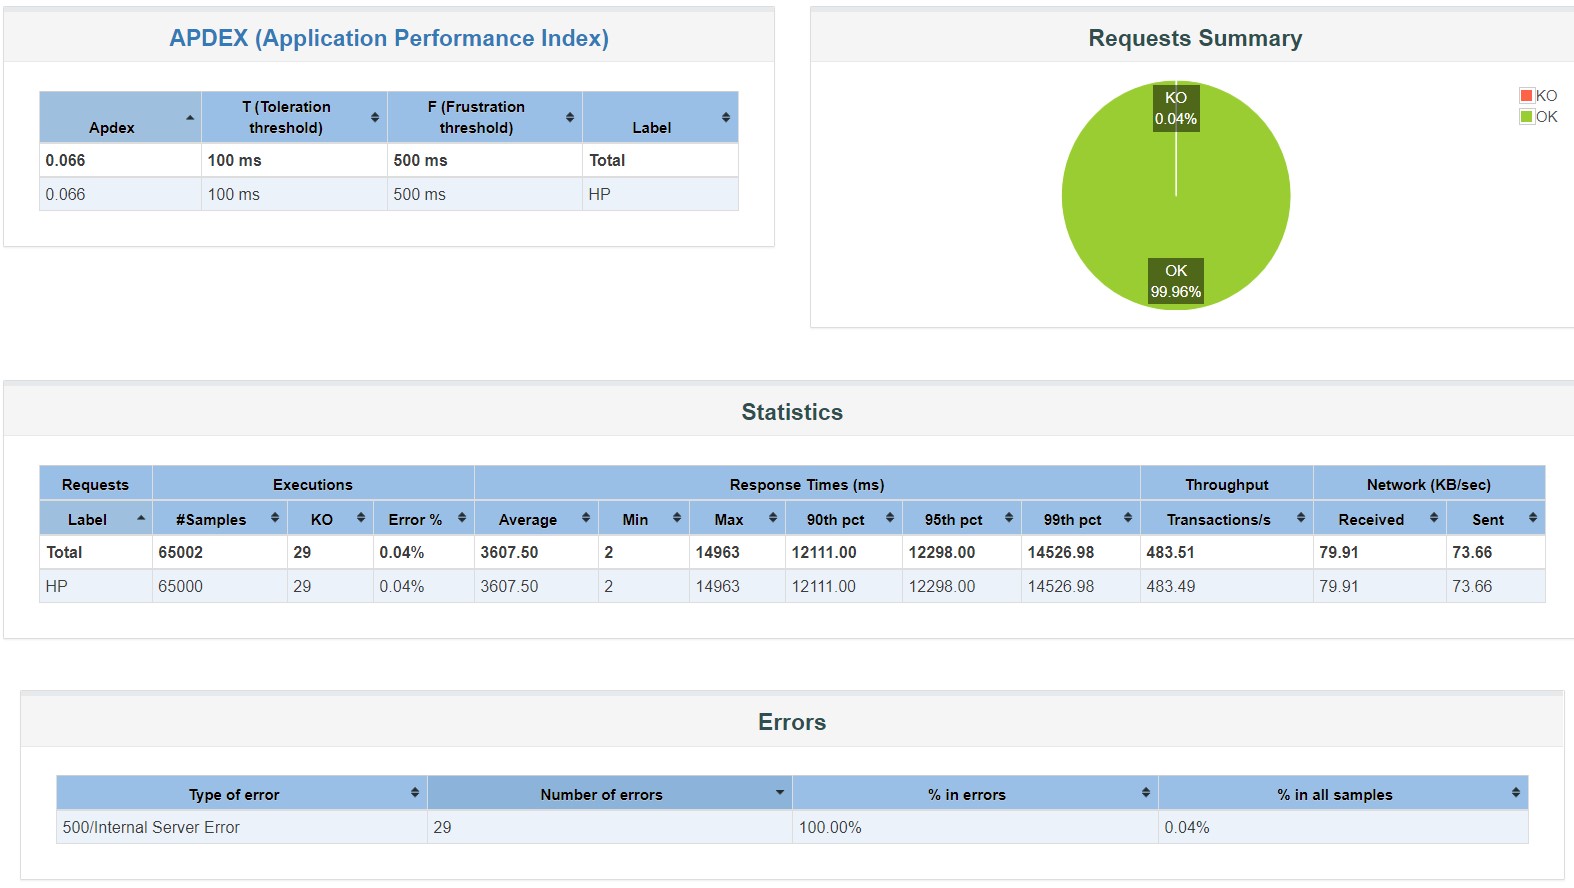 APDEX (Application Performance Index)
Apdex T (Toleration threshold) F (Frustration threshold) Label
0.066 100 ms 500 ms Total
0.066 100 ms 500 ms HP
Requests Summary
KO
0.04%
OK
99.96%
KO
OK
Statistics
Requests Executions Response Times (ms) Throughput Network (KB/sec)
Label #Samples KO Error % Average Min Max 90th pct 95th pct 99th pct Transactions/s Received Sent
Total 65002 29 0.04% 3607.50 2 14963 12111.00 12298.00 14526.98 483.51 79.91 73.66
HP 65000 29 0.04% 3607.50 2 14963 12111.00 12298.00 14526.98 483.49 79.91 73.66
Errors
Type of error Number of errors % in errors % in all samples
500/Internal Server Error 29 100.00% 0.04%